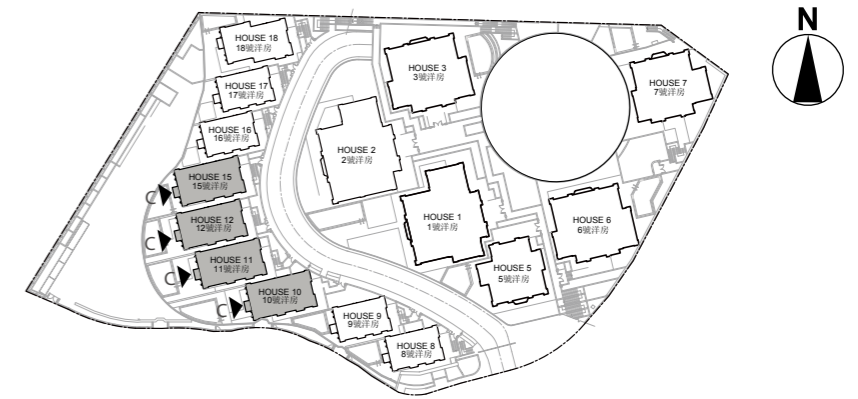 N
HOUSE 18
18號洋房
HOUSE 3
3號洋房
HOUSE 7
7號洋房
HOUSE 17
17號洋房
HOUSE 16
16號洋房
HOUSE 2
2號洋房
HOUSE 15
15號洋房
HOUSE 12
12號洋房
HOUSE 1
1號洋房
HOUSE 6
6號洋房
HOUSE 11
11號洋房
HOUSE 5
5號洋房
HOUSE 10
10號洋房
HOUSE 9
9號洋房
HOUSE 8
8號洋房